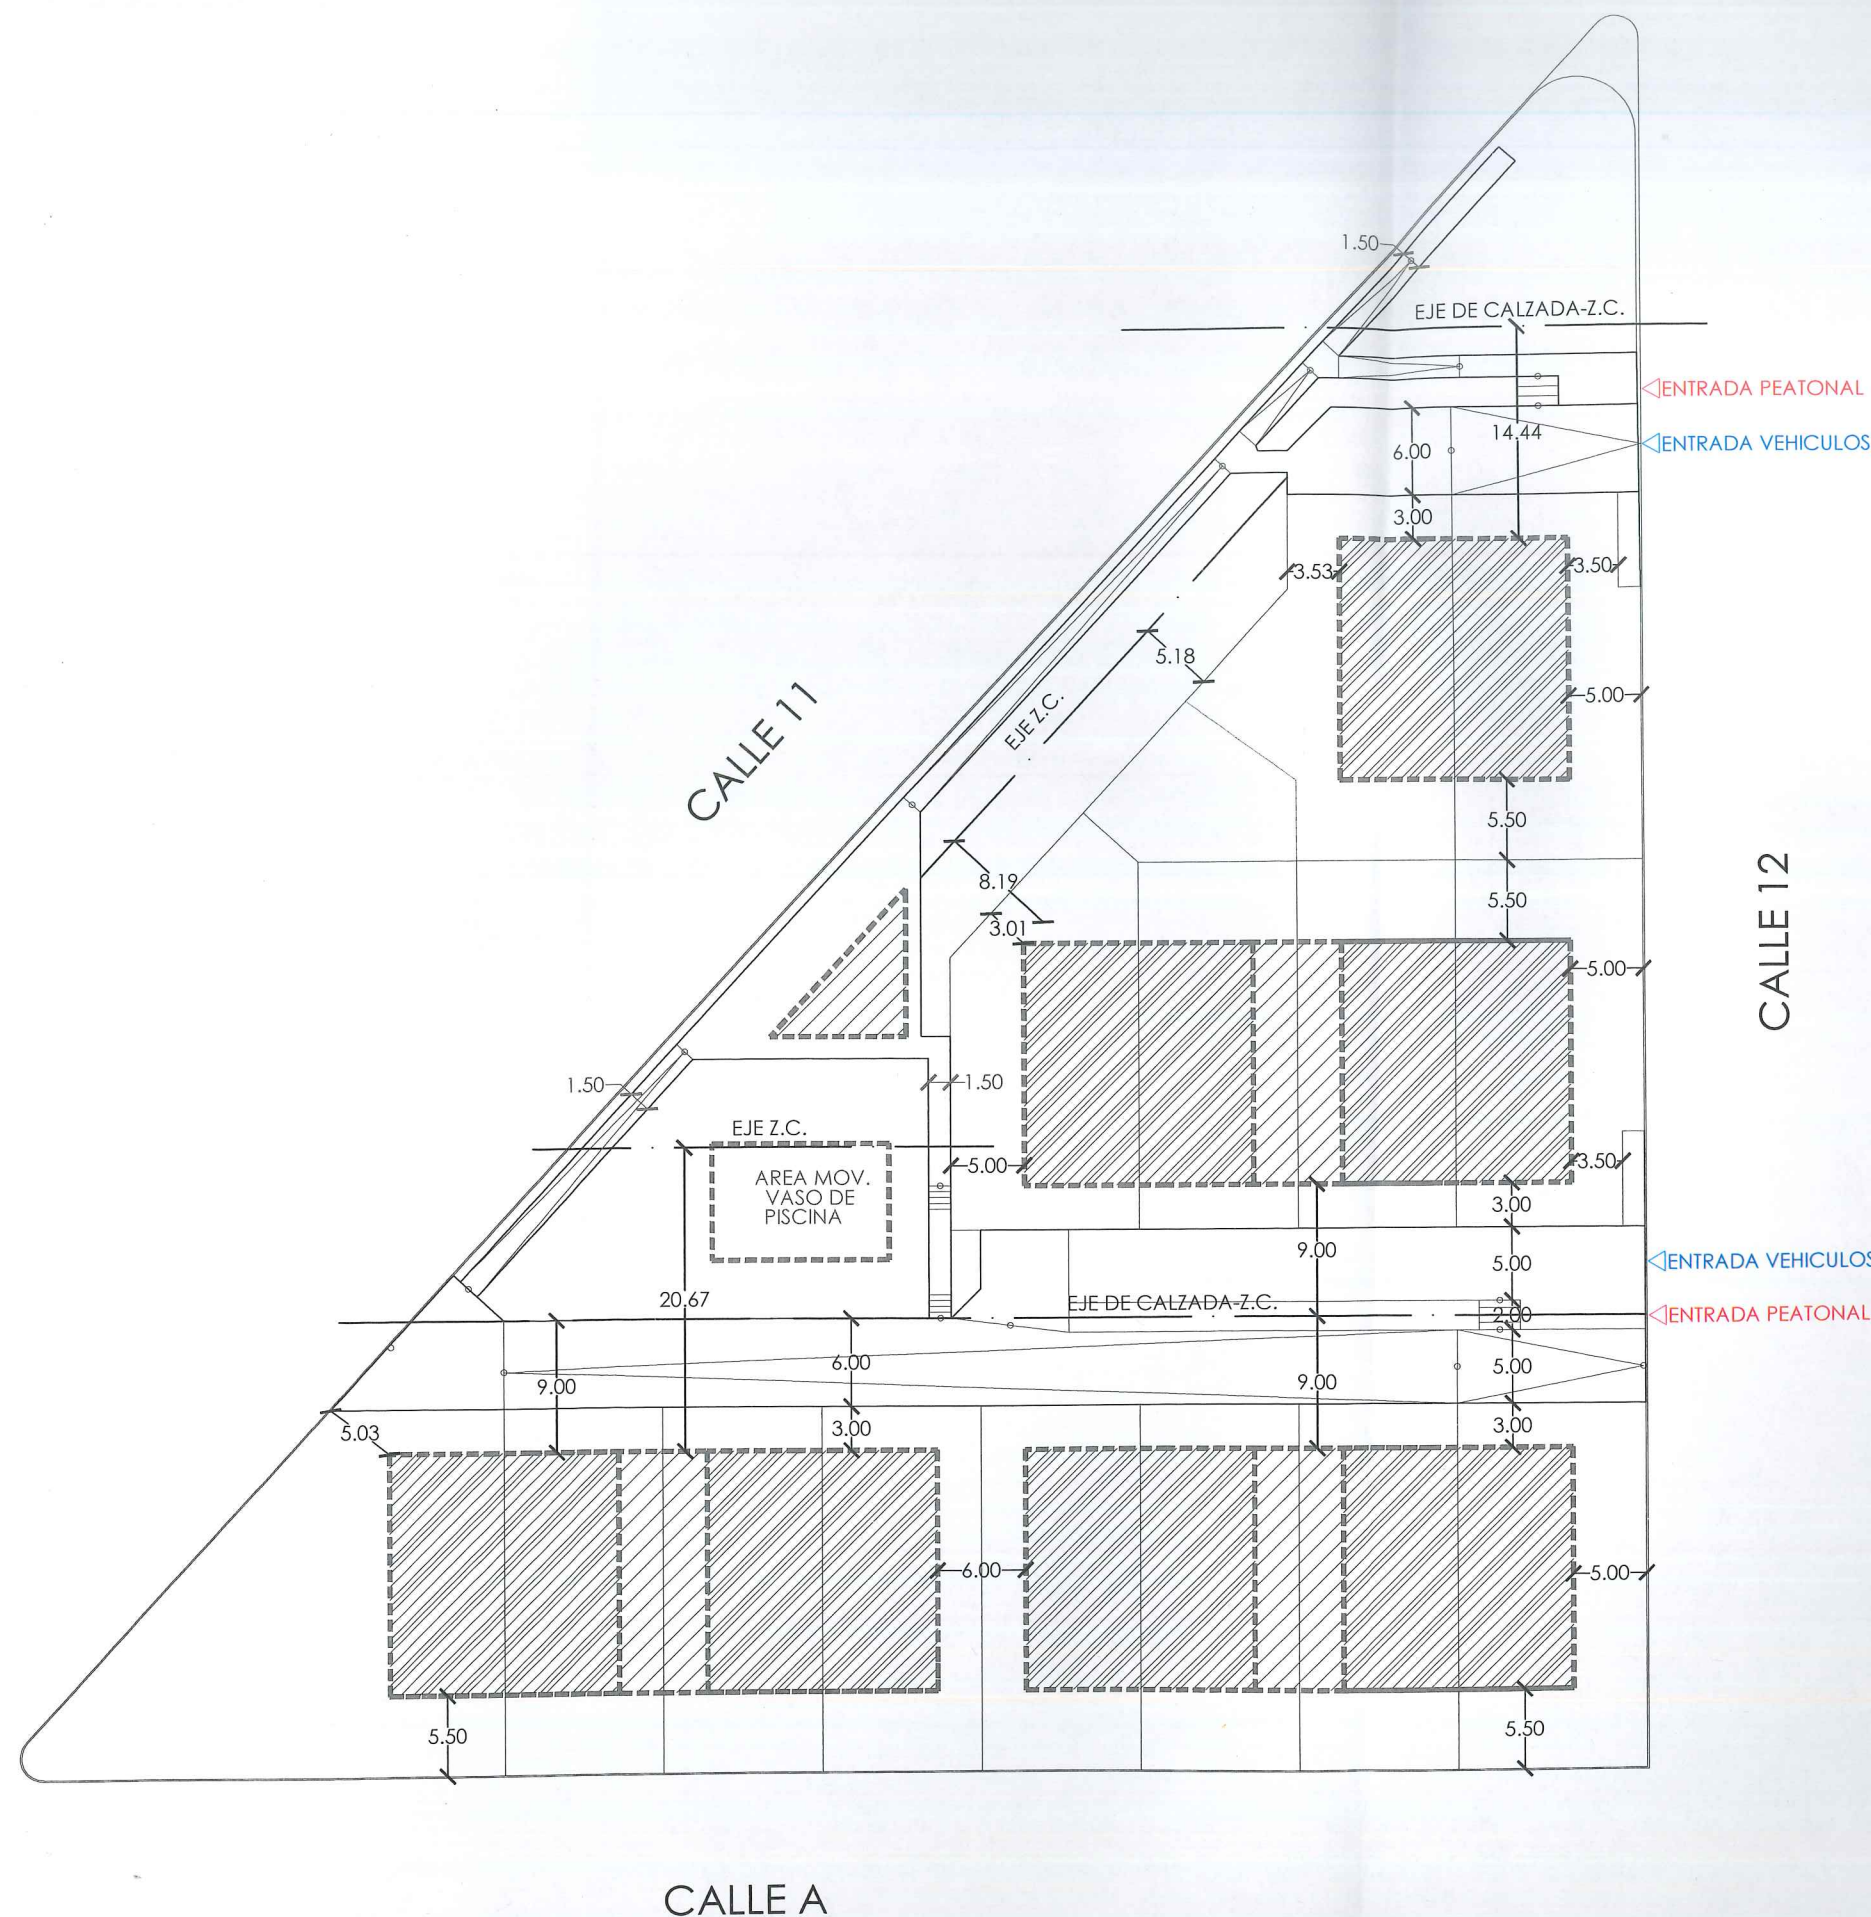 1.50
EJE DE CALZADA-Z.C.
ENTRADA PEATONAL
14.44
6.00
ENTRADA VEHICULOS
3.00
3.53
3.50
5.18
5.00
CALLE 11
EJE Z.C.
5.50
8.19
5.50
3.01
5.00
CALLE 12
1.50
1.50
EJE Z.C.
AREA MOV.
VASO DE
PISCINA
5.00
3.50
3.00
9.00
5.00
ENTRADA VEHICULOS
20.67
EJE DE CALZADA-Z.C.
2.00
ENTRADA PEATONAL
6.00
5.00
9.00
9.00
5.03
3.00
3.00
6.00
5.00
5.50
5.50
CALLE A